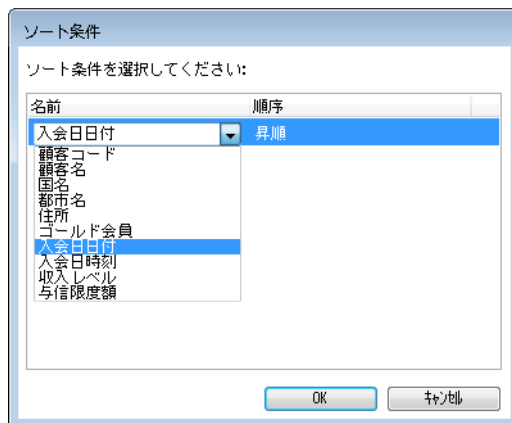 ソート条件
ソート条件を選択してください:
名前 順序
入会日日付 昇順
顧客コード
顧客名
国名
都市名
住所
ゴールド会員
入会日日付
入会日時刻
収入レベル
与信限度額
OK キャンセル